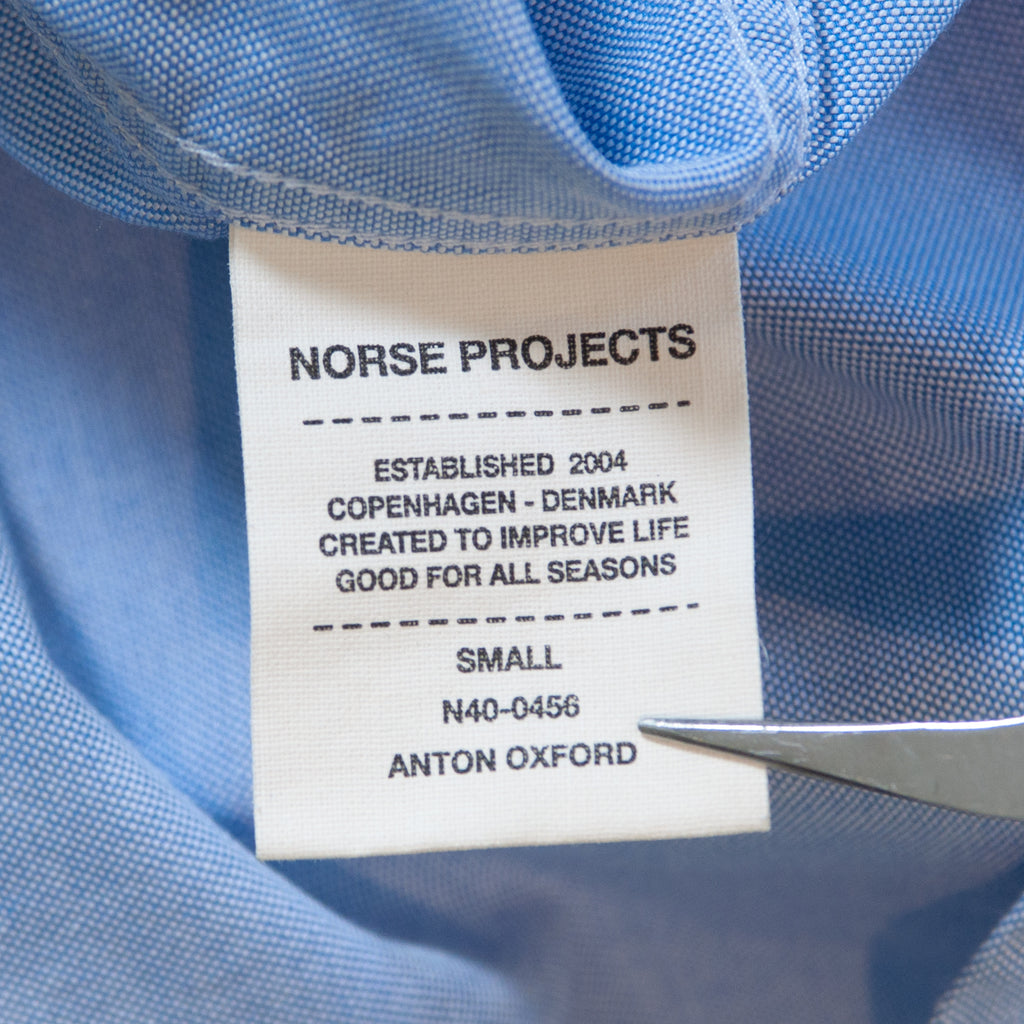 NORSE PROJECTS
ESTABLISHED 2004
COPENHAGEN - DENMARK
CREATED TO IMPROVE LIFE
GOOD FOR ALL SEASONS
SMALL
N40-0456
ANTON OXFORD